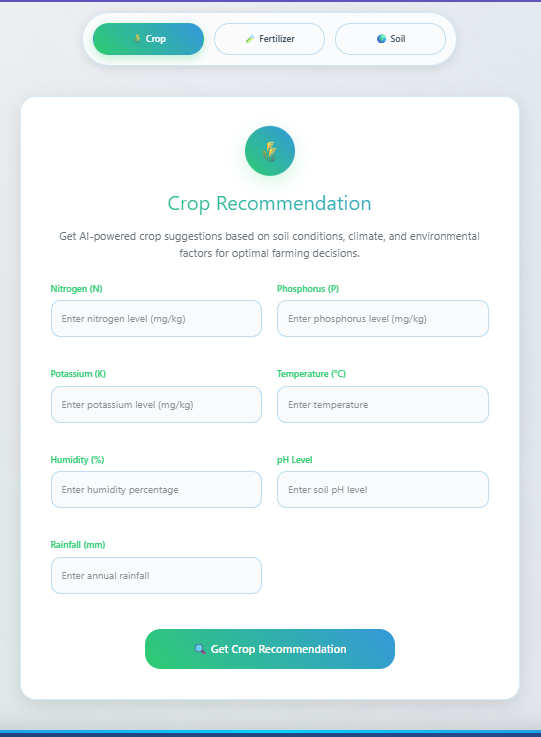 Crop
Fertilizer
Soil
Crop Recommendation
Get AI-powered crop suggestions based on soil conditions, climate, and environmental
factors for optimal farming decisions.
Nitrogen (N)
Phosphorus (P)
Enter nitrogen level (mg/kg)
Enter phosphorus level (mg/kg)
Potassium (K)
Temperature (°C)
Enter potassium level (mg/kg)
Enter temperature
Humidity (%)
pH Level
Enter humidity percentage
Enter soil pH level
Rainfall (mm)
Enter annual rainfall
Get Crop Recommendation